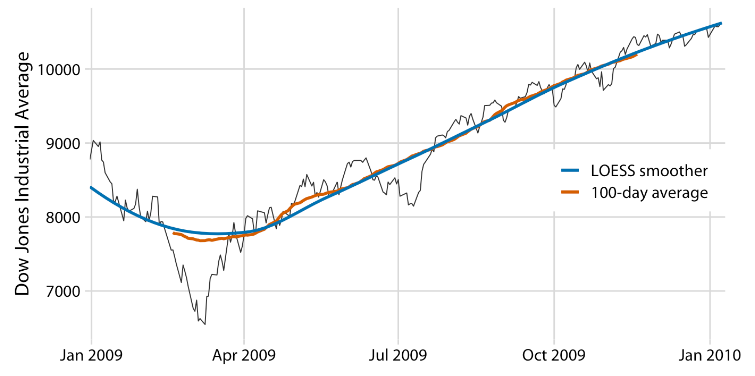 Dow Jones Industrial Average
10000
9000
8000
7000
LOESS smoother
100-day average
Jan 2009
Apr 2009
Jul 2009
Oct 2009
Jan 2010